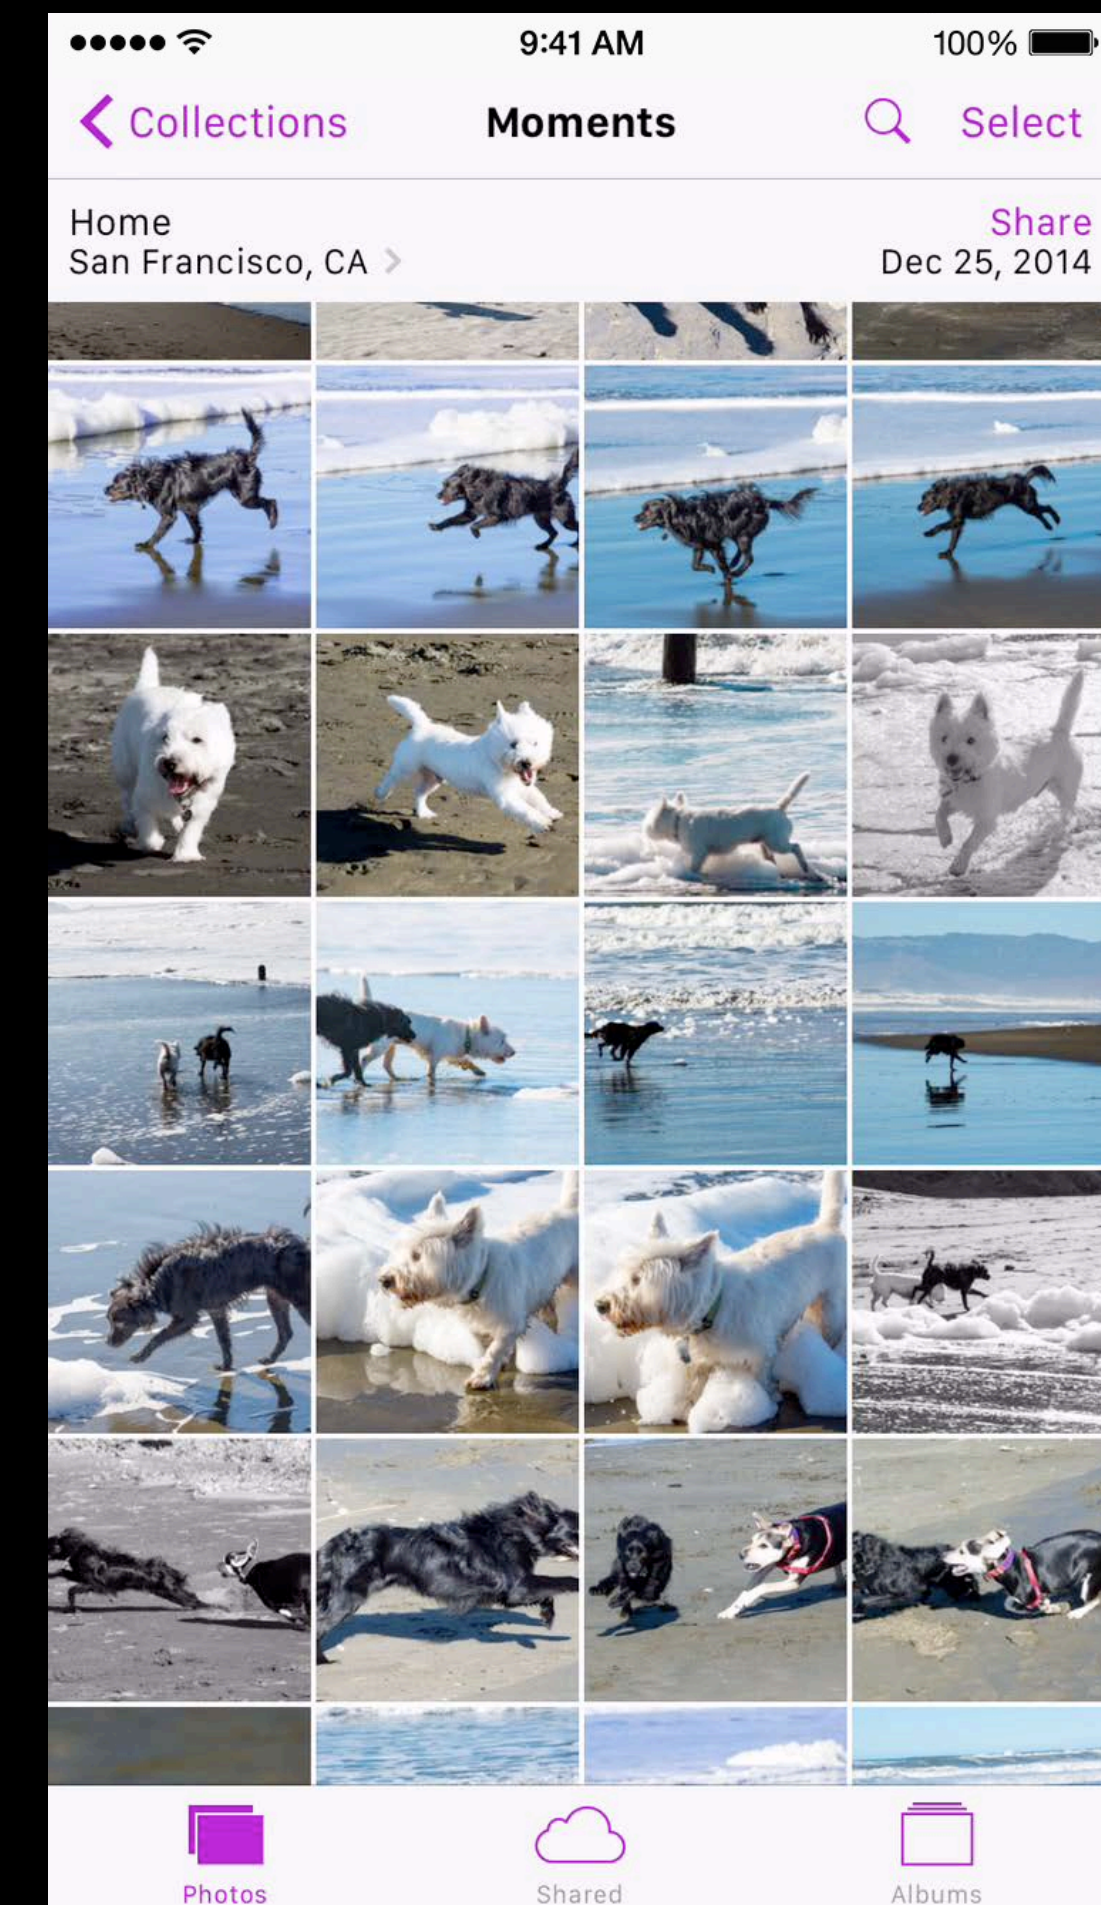 9:41 AM
100%
Collections
Moments
Select
Home
Share
San Francisco, CA
Dec 25, 2014
Photos
Shared
Albums